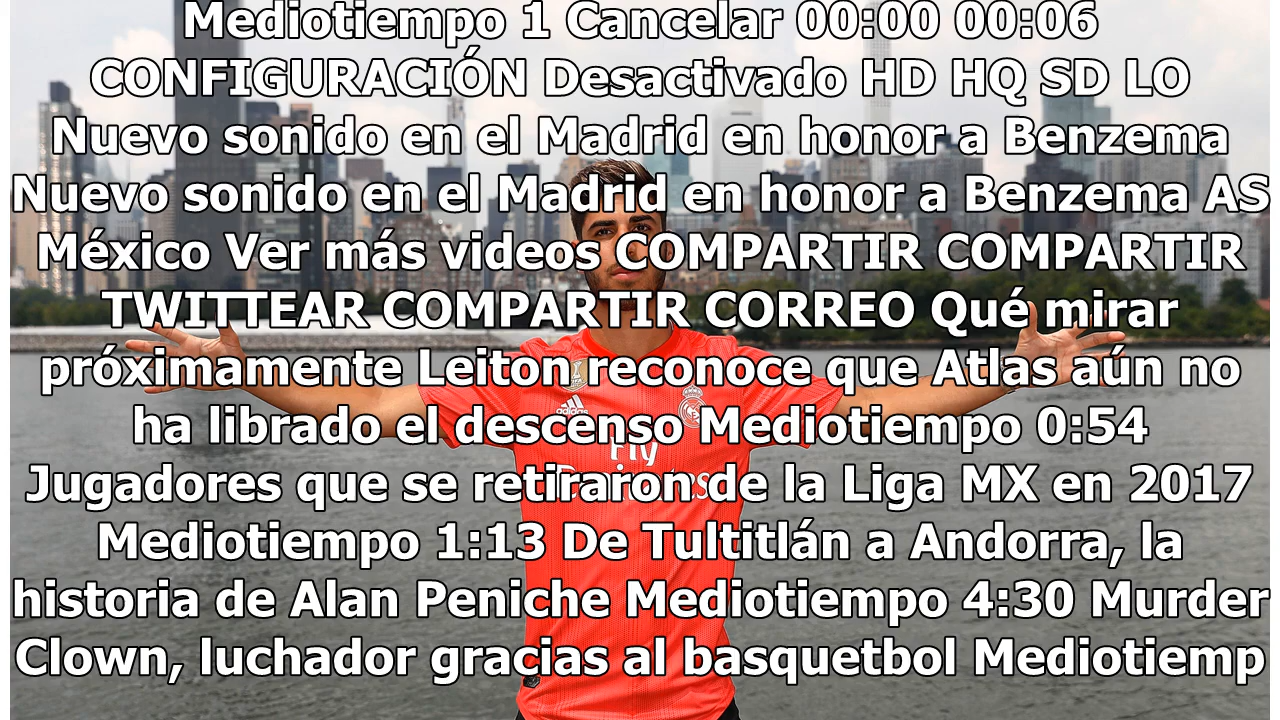 Mediotiempo 1 Cancelar 00:00 00:06
CONFIGURACIÓN Desactivado HD HQ SD LO
Nuevo sonido en el Madrid en honor a Benzema
Nuevo sonido en el Madrid en honor a Benzema AS
México Ver más videos COMPARTIR COMPARTIR
TWITTEAR COMPARTIR CORREO Qué mirar
próximamente Leiton reconoce que Atlas aún no
ha librado el descenso Mediotiempo 0:54
Jugadores que se retiraron de la Liga MX en 2017
Mediotiempo 1:13 De Tultitlán a Andorra, la
historia de Alan Peniche Mediotiempo 4:30 Murder
Clown, luchador gracias al basquetbol Mediotiemp
adidas
Fly
Emirates